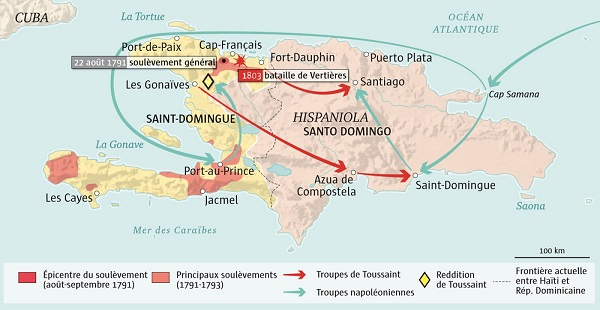 CUBA
La Tortue
OCÉAN
ATLANTIQUE
Port-de-Paix
Cap-Français
22 août 1791 soulèvement général
Fort-Dauphin
Puerto Plata
1803 bataille de Vertières
Les Gonaïves
Santiago
Cap Samana
SAINT-DOMINGUE
HISPANIOLA
SANTO DOMINGO
La Gonave
Port-au-Prince
Azua de
Compostela
Saint-Domingue
Les Cayes
Jacmel
Saona
Mer des Caraïbes
100 km
Épicentre du soulèvement
(août-septembre 1791)
Principaux soulèvements
(1791-1793)
Troupes de Toussaint
Troupes napoléoniennes
Reddition
de Toussaint
Frontière actuelle
entre Haïti et
Rép. Dominicaine